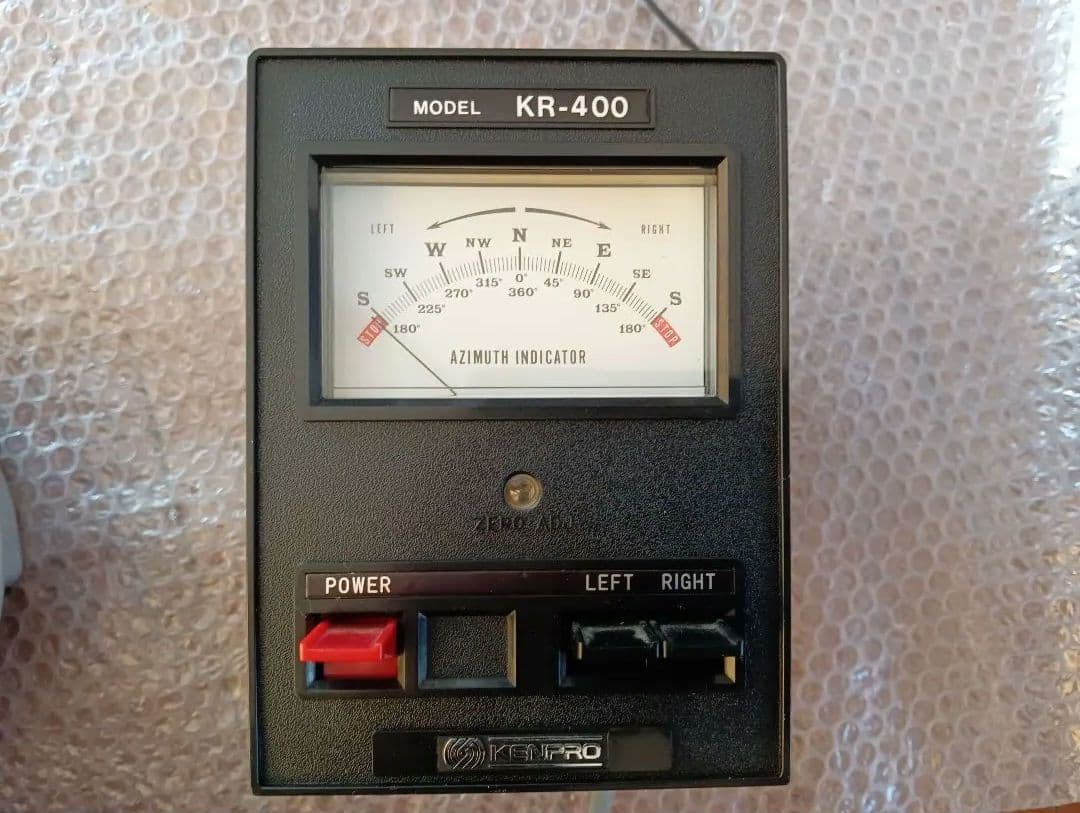 MODEL KR-400
LEFT RIGHT
S SW W NW N NE E SE S
180° 225° 270° 315° 0° 45° 90° 135° 180°
360°
STOP STOP
AZIMUTH INDICATOR
ZERO ADJ
POWER LEFT RIGHT
KENPRO